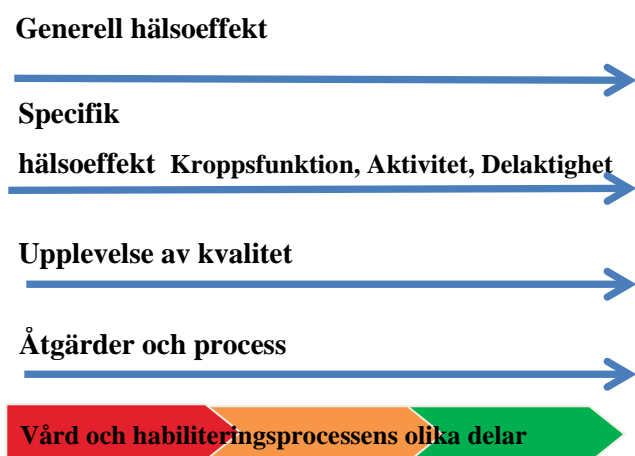 Generell hälsoeffekt
Specifik
hälsoeffekt Kroppsfunktion, Aktivitet, Delaktighet
Upplevelse av kvalitet
Åtgärder och process
Vård och habiliteringsprocessens olika delar